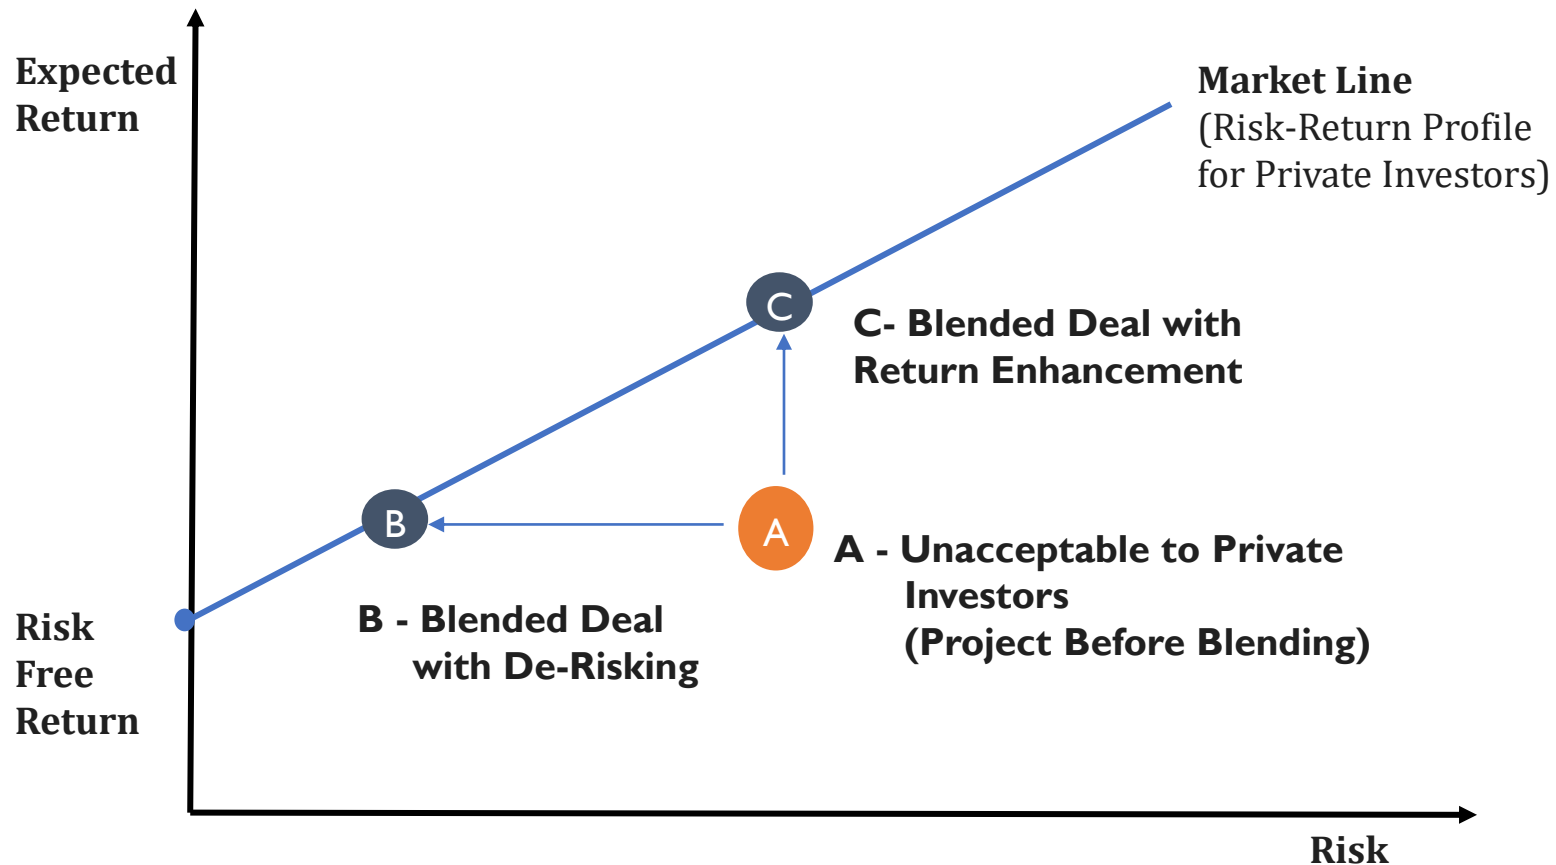 Expected
Return
Market Line
(Risk-Return Profile
for Private Investors)
C
C- Blended Deal with
Return Enhancement
B
A
A - Unacceptable to Private
Investors
(Project Before Blending)
B - Blended Deal
with De-Risking
Risk
Free
Return
Risk